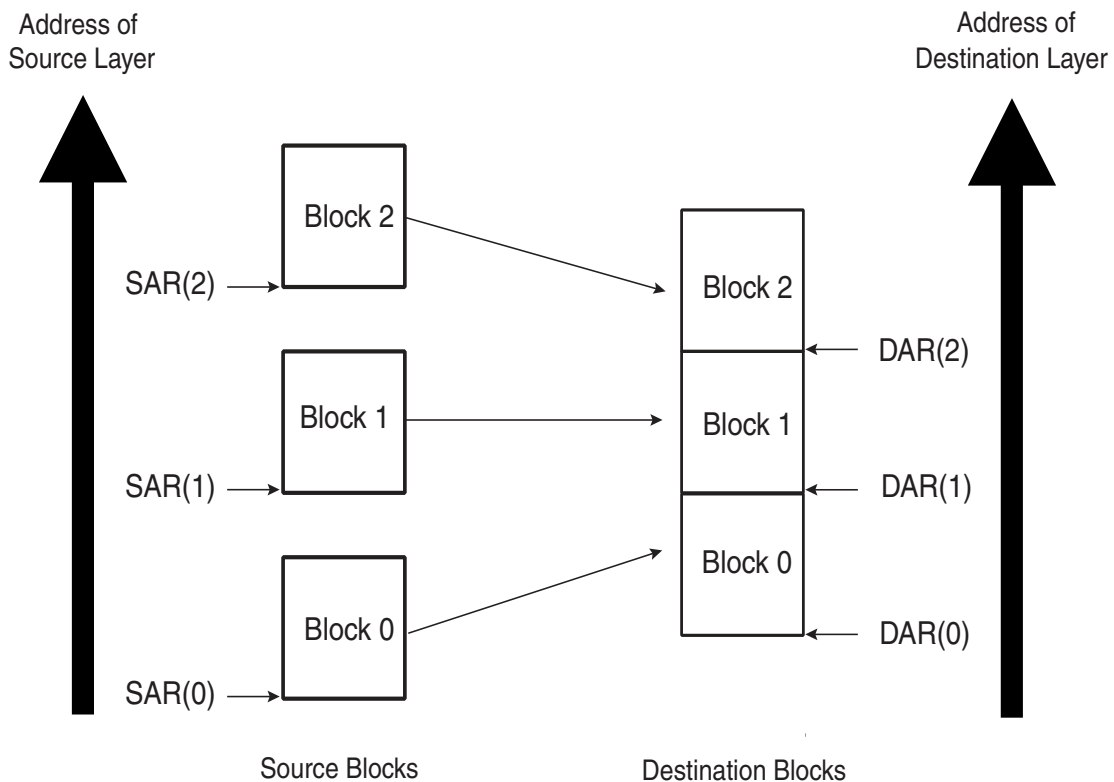 Address of
Source Layer
Address of
Destination Layer
Block 2
SAR(2)
Block 2
DAR(2)
Block 1
Block 1
SAR(1)
DAR(1)
Block 0
Block 0
DAR(0)
SAR(0)
Source Blocks
Destination Blocks